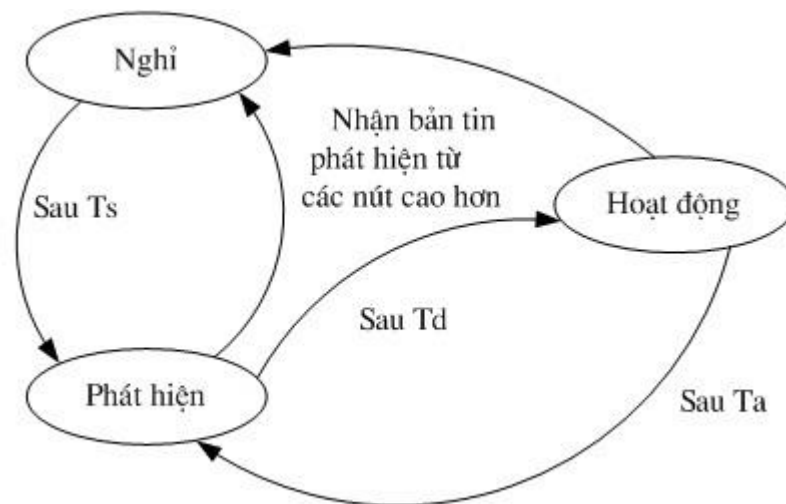 Nghỉ
Nhận bản tin
phát hiện từ
các nút cao hơn
Hoạt động
Sau Ts
Sau Td
Phát hiện
Sau Ta